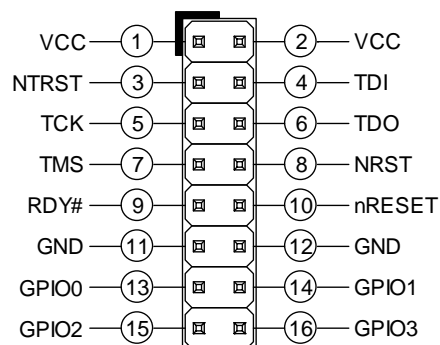 VCC 1 2 VCC
NTRST 3 4 TDI
TCK 5 6 TDO
TMS 7 8 NRST
RDY# 9 10 nRESET
GND 11 12 GND
GPIO0 13 14 GPIO1
GPIO2 15 16 GPIO3